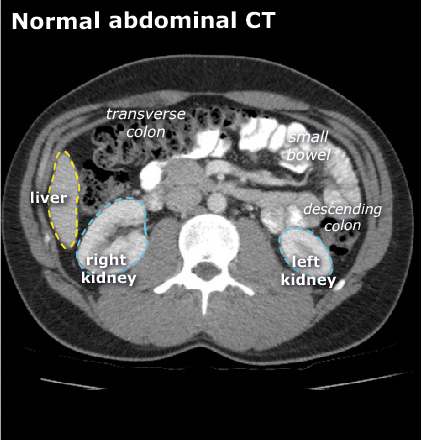 Normal abdominal CT
transverse
colon
small
bowel
liver
descending
colon
right
kidney
left
kidney